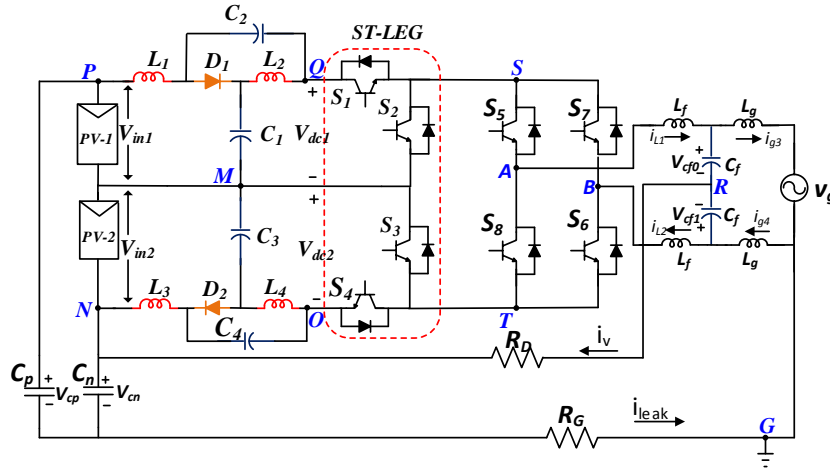 C2
ST-LEG
P
L1
D1
L2
Q
S
+
S1
S2
S5
S7
Lf
Lg
PV-1
Vin1
C1
Vdc1
iL1
ig3
+
Vcf0
Cf
−
A
M
−
+
B
R
vg
−
Vcf1
Cf
+
PV-2
Vin2
C3
Vdc2
S3
S8
S6
iL2
ig4
Lf
Lg
N
L3
D2
L4
−
S4
O
T
C4
RD
iv
Cp
+
Vcp
−
Cn
+
Vcn
−
RG
ileak
G